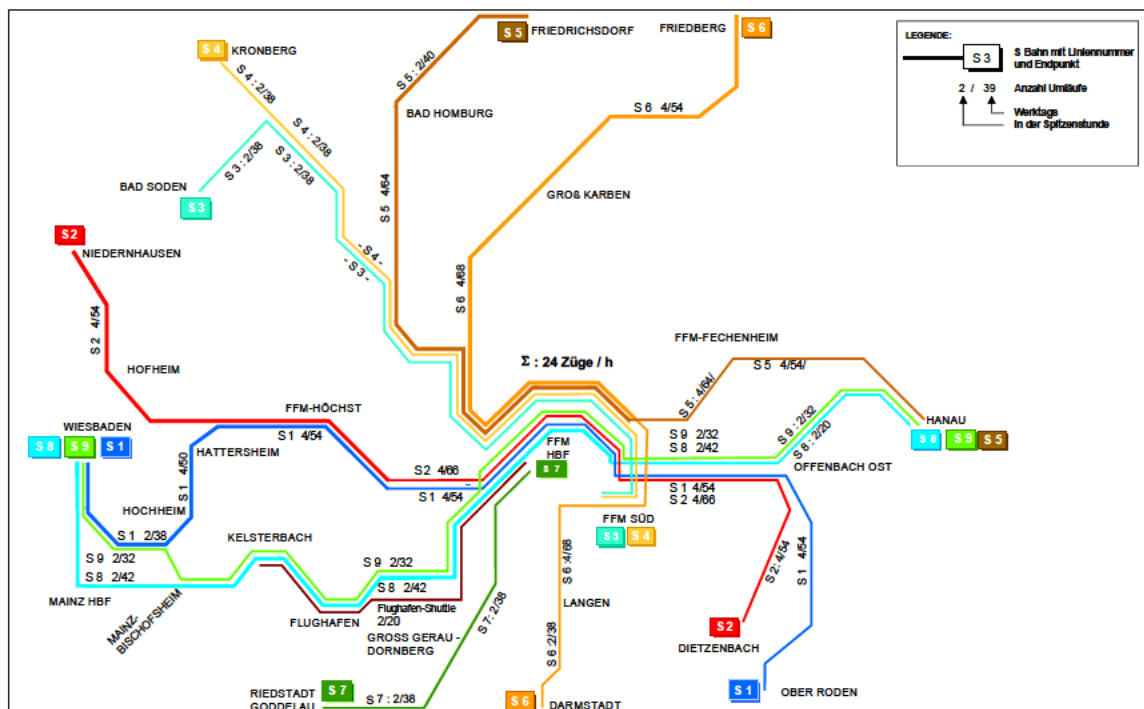 S 4 KRONBERG
S 5 FRIEDRICHSDORF
FRIEDBERG S 6
LEGENDE:
S 3
S Bahn mit Liniennummer
und Endpunkt
2 / 39 Anzahl Umläufe
Werktags
In der Spitzenstunde
S 4 : 2/38
S 5 : 2/40
S 6 4/54
BAD HOMBURG
S 4 : 2/38
S 3 : 2/38
S 3 : 2/38
BAD SODEN
S 3
S 5 4/64
GROß KARBEN
S 2
NIEDERNHAUSEN
- S 4 -
- S 3 -
S 6 4/68
S 2 4/54
HOFHEIM
FFM-FECHENHEIM
Σ : 24 Züge / h
S 5 4/54/
S 5 : 4/64/
FFM-HÖCHST
S 1 4/54
WIESBADEN
S 8 S 9 S 1
HATTERSHEIM
S 1 4/50
HOCHHEIM
S 1 2/38
S 9 2/32
S 8 2/42
MAINZ HBF
MAINZ-
BISCHOFSHEIM
KELSTERBACH
FLUGHAFEN
S 2 4/66
S 1 4/54
FFM
HBF
S 7
S 9 2/32
S 8 2/42
S 9 : 2/32
S 8 : 2/20
HANAU
S 8 S 9 S 5
OFFENBACH OST
S 1 4/54
S 2 4/66
FFM SÜD
S 3 S 4
S 9 2/32
S 8 2/42
Flughafen-Shuttle
2/20
GROSS GERAU -
DORNBERG
S 7 : 2/38
S 6 : 4/68
LANGEN
S 6 : 2/38
S 2 : 4/54
S 1 4/54
S 2
DIETZENBACH
S 1 OBER RODEN
RIEDSTADT
GODDELAU
S 7
S 7 : 2/38
S 6 DARMSTADT